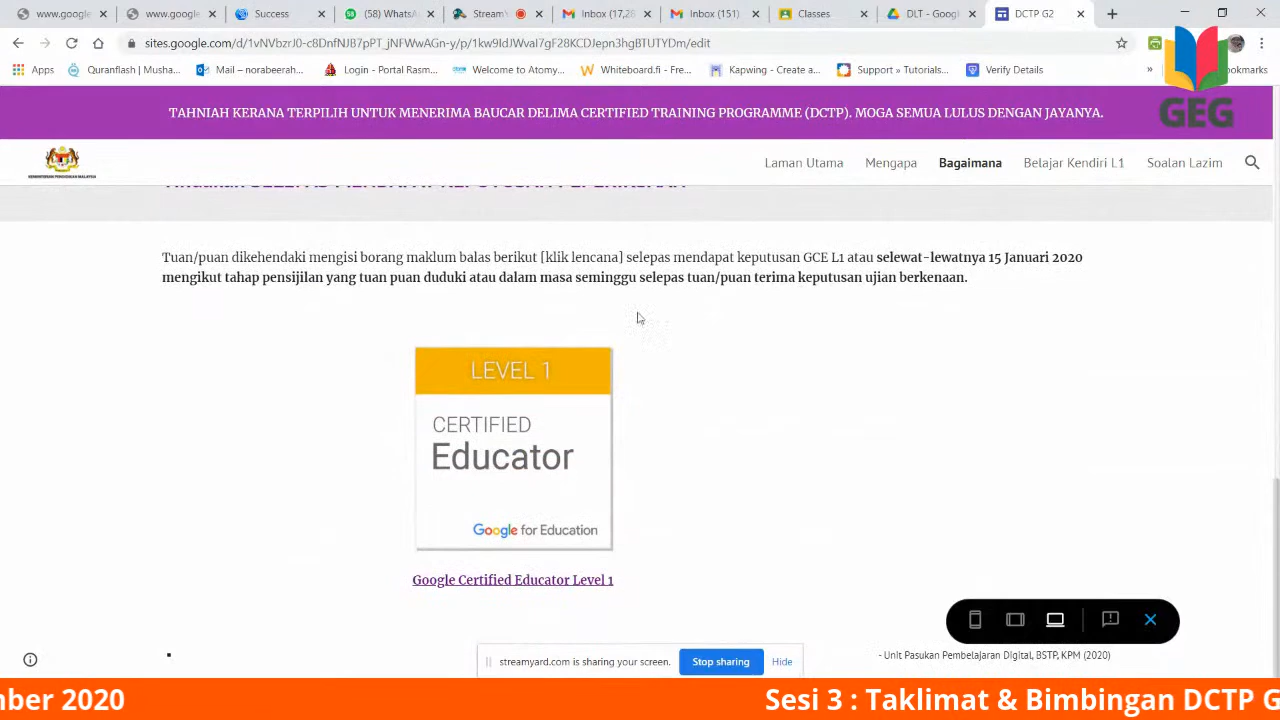 www.google.c
www.google.c
Success
(58) WhatsA
Stream
Inbox (17,28
Inbox (151)
Classes
DLT - Googl
DCTP G2
sites.google.com/d/1vNVbzrJ0-c8DnfNJB7pPT_jNFWwAGn-y/p/1kw9IdJWvaI7gF28KCDJepn3hgBTUTYDm/edit
Apps
Quranflash | Musha...
Mail – norabeerah...
Login - Portal Rasm...
Welcome to Atomy...
Whiteboard.fi - Fre...
Kapwing - Create a...
Support » Tutorials...
Verify Details
»
okmarks
GEG
TAHNIAH KERANA TERPILIH UNTUK MENERIMA BAUCAR DELIMA CERTIFIED TRAINING PROGRAMME (DCTP). MOGA SEMUA LULUS DENGAN JAYANYA.
KEMENTERIAN PENDIDIKAN MALAYSIA
Laman Utama
Mengapa
Bagaimana
Belajar Kendiri L1
Soalan Lazim
Tuan/puan dikehendaki mengisi borang maklum balas berikut [klik lencana] selepas mendapat keputusan GCE L1 atau selewat-lewatnya 15 Januari 2020
mengikut tahap pensijilan yang tuan puan duduki atau dalam masa seminggu selepas tuan/puan terima keputusan ujian berkenaan.
LEVEL 1
CERTIFIED
Educator
Google for Education
Google Certified Educator Level 1
streamyard.com is sharing your screen.
Stop sharing
Hide
- Unit Pasukan Pembelajaran Digital, BSTP, KPM (2020)
mber 2020
Sesi 3 : Taklimat & Bimbingan DCTP G